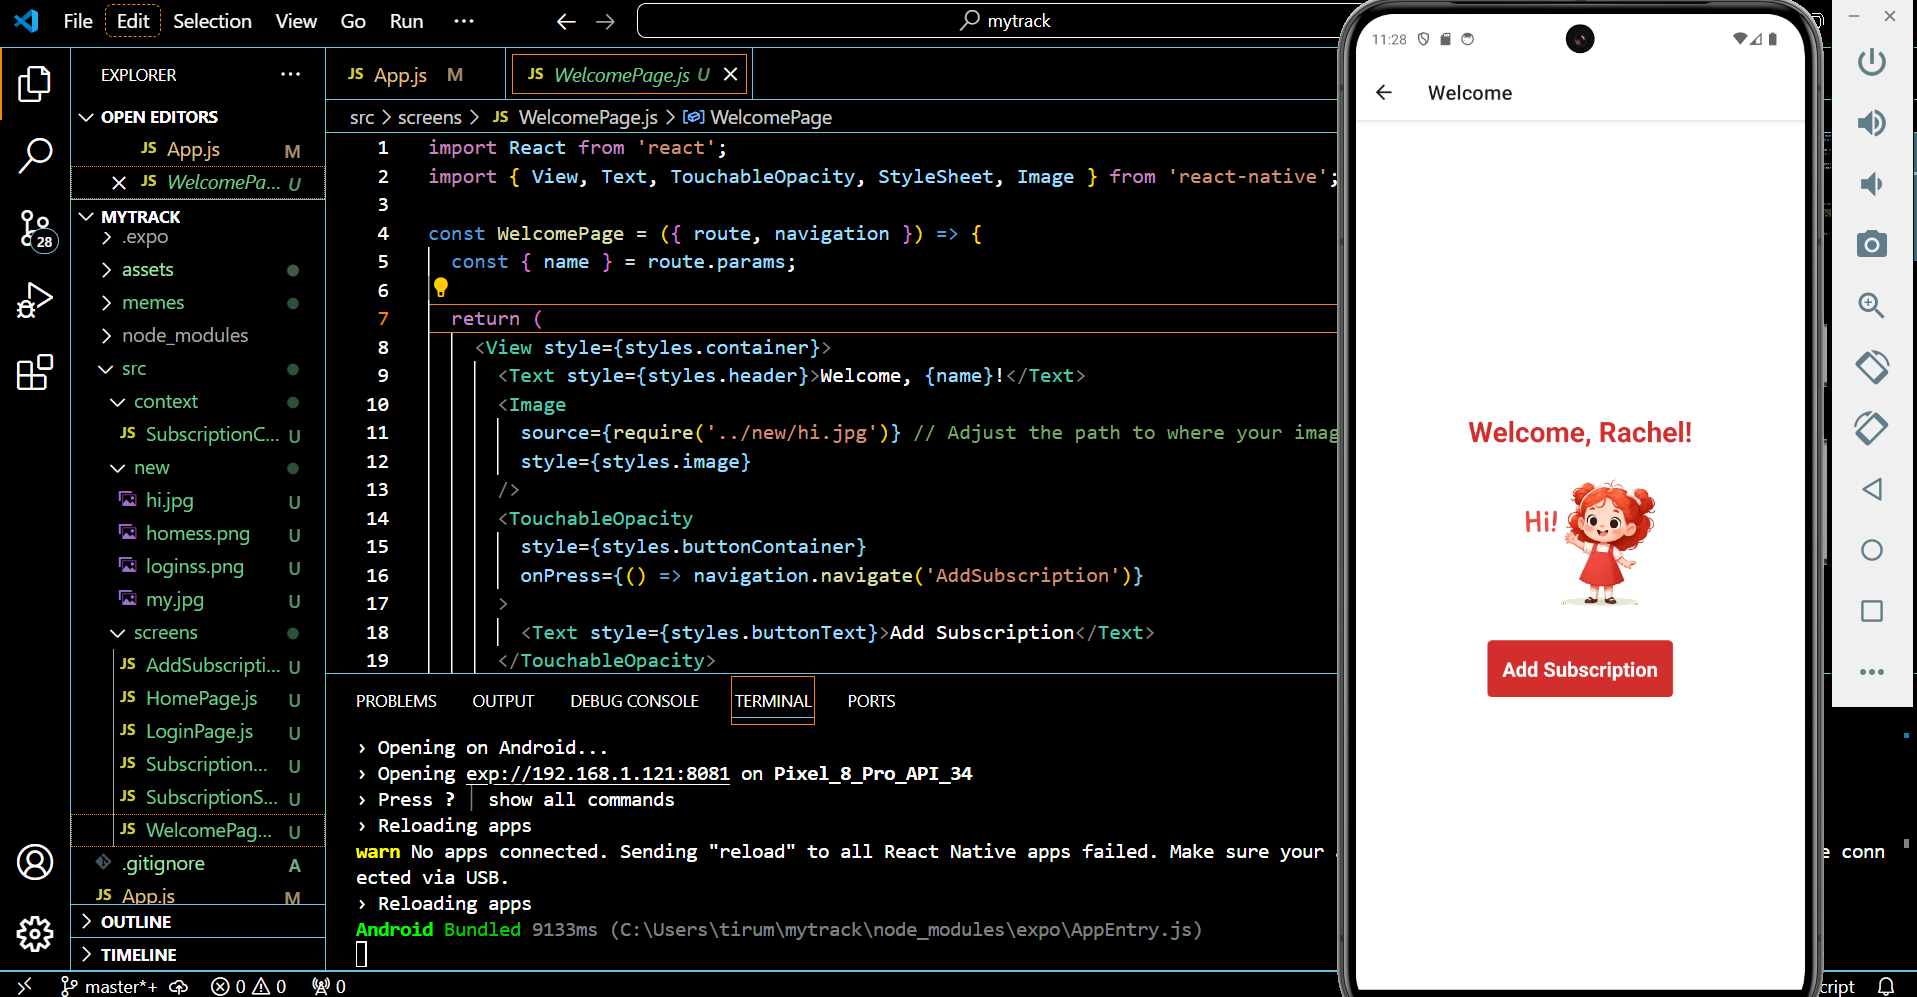 File Edit Selection View Go Run ··· mytrack
EXPLORER ···
OPEN EDITORS
JS App.js M
JS WelcomePa... U
MYTRACK
.expo
assets
memes
node_modules
src
context
JS SubscriptionC... U
new
hi.jpg U
homess.png U
loginss.png U
my.jpg U
screens
JS AddSubscripti... U
JS HomePage.js U
JS LoginPage.js U
JS Subscription... U
JS SubscriptionS... U
JS WelcomePag... U
.gitignore A
JS App.js M
OUTLINE
TIMELINE
28
JS App.js M JS WelcomePage.js U
src > screens > JS WelcomePage.js > WelcomePage
1 import React from 'react';
2 import { View, Text, TouchableOpacity, StyleSheet, Image } from 'react-native';
3
4 const WelcomePage = ({ route, navigation }) => {
5 const { name } = route.params;
6
7 return (
8 <View style={styles.container}>
9 <Text style={styles.header}>Welcome, {name}!</Text>
10 <Image
11 source={require('../new/hi.jpg')} // Adjust the path to where your imag
12 style={styles.image}
13 />
14 <TouchableOpacity
15 style={styles.buttonContainer}
16 onPress={() => navigation.navigate('AddSubscription')}
17 >
18 <Text style={styles.buttonText}>Add Subscription</Text>
19 </TouchableOpacity>
PROBLEMS OUTPUT DEBUG CONSOLE TERMINAL PORTS
› Opening on Android...
› Opening exp://192.168.1.121:8081 on Pixel_8_Pro_API_34
› Press ? │ show all commands
› Reloading apps
warn No apps connected. Sending "reload" to all React Native apps failed. Make sure your e conn
ected via USB.
› Reloading apps
Android Bundled 9133ms (C:\Users\tirum\mytrack\node_modules\expo\AppEntry.js)
master*+ 0 0 0 cript
11:28
Welcome
Welcome, Rachel!
Hi!
Add Subscription